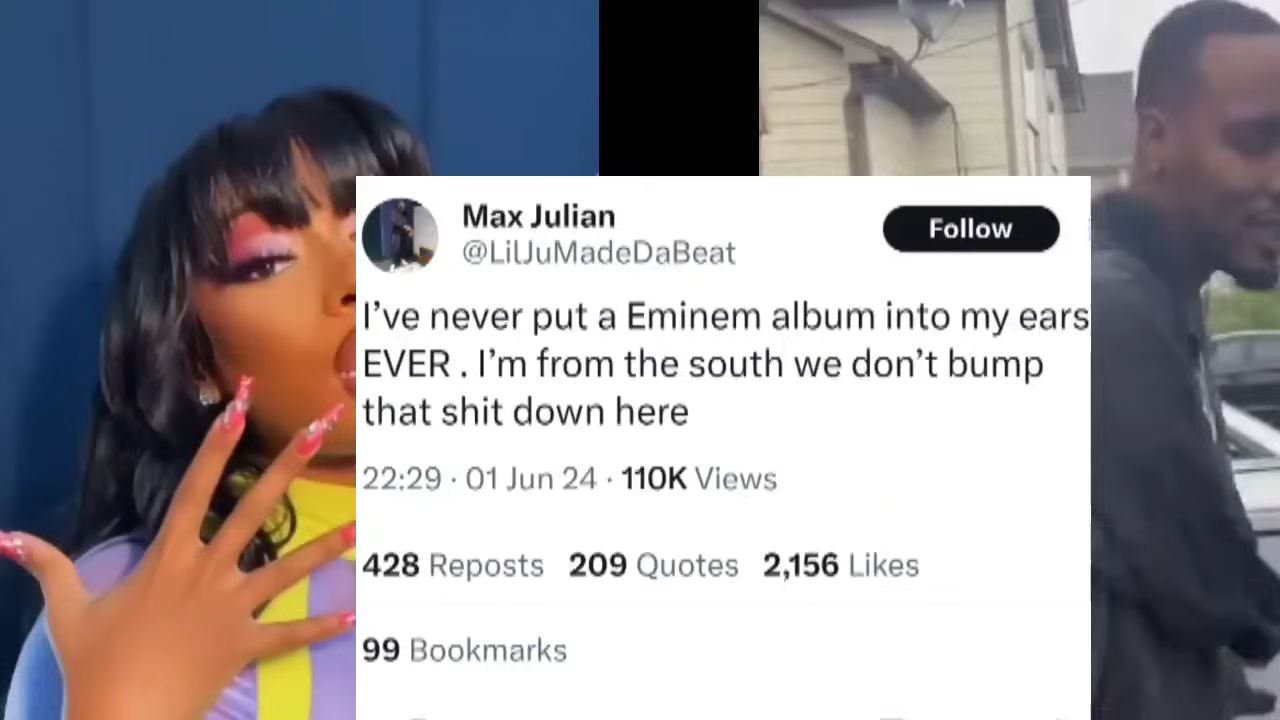 Max Julian
Follow
@LilJuMadeDaBeat
I’ve never put a Eminem album into my ears
EVER . I’m from the south we don’t bump
that shit down here
22:29 · 01 Jun 24 · 110K Views
428 Reposts 209 Quotes 2,156 Likes
99 Bookmarks